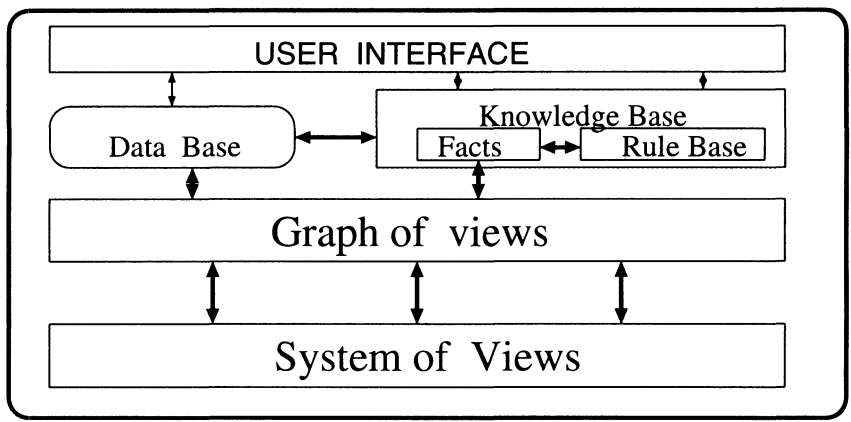 USER INTERFACE
Knowledge Base
Data Base
Facts
Rule Base
Graph of views
System of Views